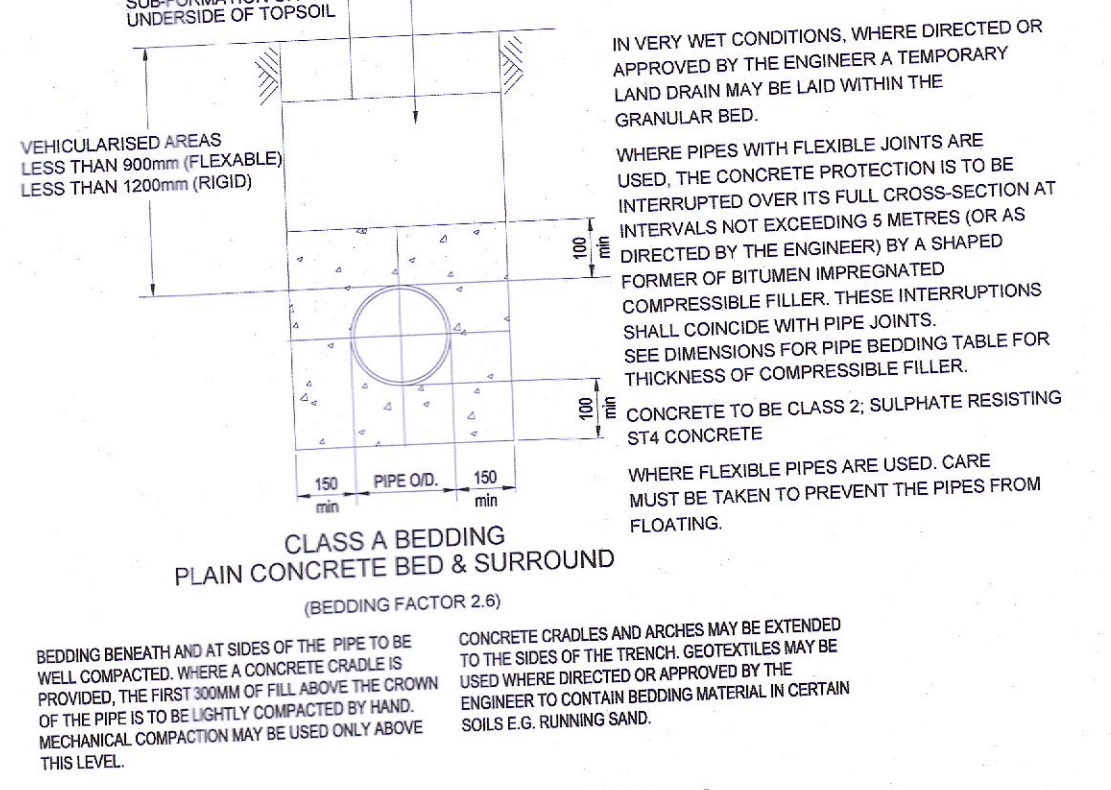 UNDERSIDE OF TOPSOIL
VEHICULARISED AREAS
LESS THAN 900mm (FLEXABLE)
LESS THAN 1200mm (RIGID)
100
min
100
min
150
min
PIPE O/D.
150
min
CLASS A BEDDING
PLAIN CONCRETE BED & SURROUND
(BEDDING FACTOR 2.6)
IN VERY WET CONDITIONS, WHERE DIRECTED OR
APPROVED BY THE ENGINEER A TEMPORARY
LAND DRAIN MAY BE LAID WITHIN THE
GRANULAR BED.
WHERE PIPES WITH FLEXIBLE JOINTS ARE
USED, THE CONCRETE PROTECTION IS TO BE
INTERRUPTED OVER ITS FULL CROSS-SECTION AT
INTERVALS NOT EXCEEDING 5 METRES (OR AS
DIRECTED BY THE ENGINEER) BY A SHAPED
FORMER OF BITUMEN IMPREGNATED
COMPRESSIBLE FILLER. THESE INTERRUPTIONS
SHALL COINCIDE WITH PIPE JOINTS.
SEE DIMENSIONS FOR PIPE BEDDING TABLE FOR
THICKNESS OF COMPRESSIBLE FILLER.
CONCRETE TO BE CLASS 2; SULPHATE RESISTING
ST4 CONCRETE
WHERE FLEXIBLE PIPES ARE USED. CARE
MUST BE TAKEN TO PREVENT THE PIPES FROM
FLOATING.
BEDDING BENEATH AND AT SIDES OF THE PIPE TO BE
WELL COMPACTED. WHERE A CONCRETE CRADLE IS
PROVIDED, THE FIRST 300MM OF FILL ABOVE THE CROWN
OF THE PIPE IS TO BE LIGHTLY COMPACTED BY HAND.
MECHANICAL COMPACTION MAY BE USED ONLY ABOVE
THIS LEVEL.
CONCRETE CRADLES AND ARCHES MAY BE EXTENDED
TO THE SIDES OF THE TRENCH. GEOTEXTILES MAY BE
USED WHERE DIRECTED OR APPROVED BY THE
ENGINEER TO CONTAIN BEDDING MATERIAL IN CERTAIN
SOILS E.G. RUNNING SAND.